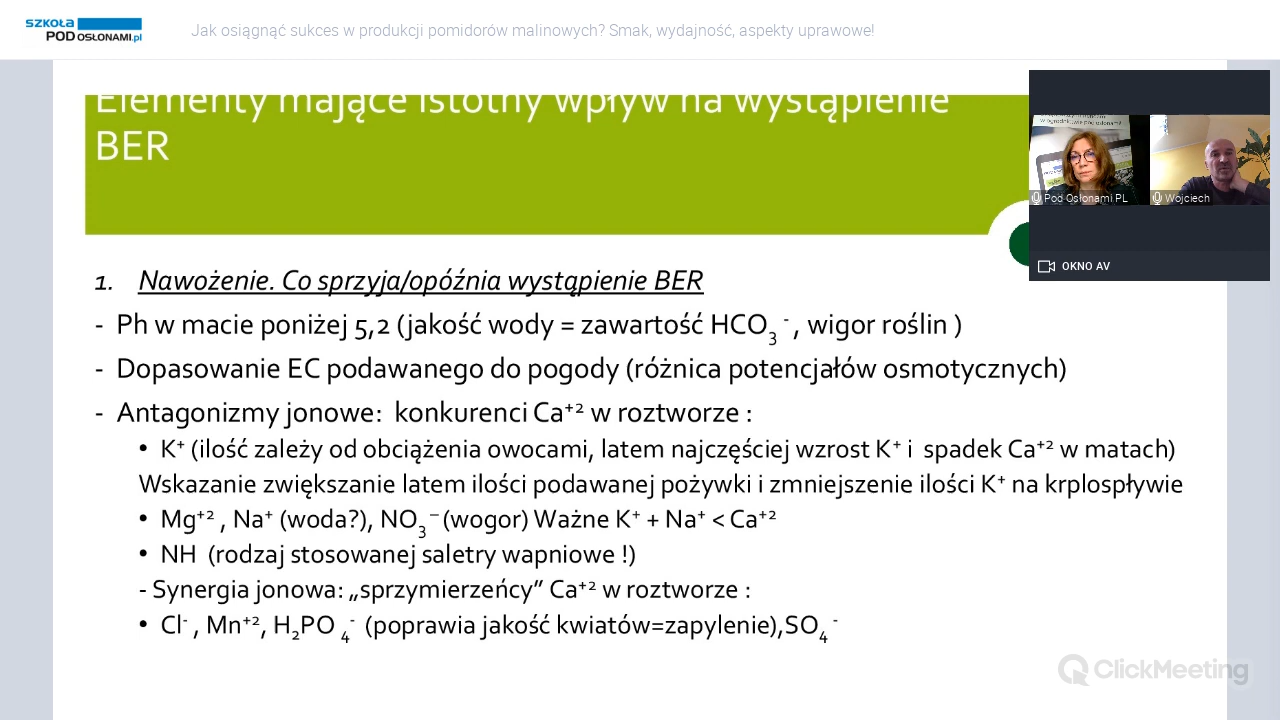 SZKOŁA
POD OSŁONAMI.pl
Jak osiągnąć sukces w produkcji pomidorów malinowych? Smak, wydajność, aspekty uprawowe!
Elementy mające istotny wpływ na wystąpienie
BER
Pod Osłonami PL
Wojciech
OKNO AV
1. Nawożenie. Co sprzyja/opóźnia wystąpienie BER
- Ph w macie poniżej 5,2 (jakość wody = zawartość HCO₃ ⁻ , wigor roślin )
- Dopasowanie EC podawanego do pogody (różnica potencjałów osmotycznych)
- Antagonizmy jonowe: konkurenci Ca⁺² w roztworze :
• K⁺ (ilość zależy od obciążenia owocami, latem najczęściej wzrost K⁺ i spadek Ca⁺² w matach)
Wskazanie zwiększanie latem ilości podawanej pożywki i zmniejszenie ilości K⁺ na krplospływie
• Mg⁺² , Na⁺ (woda?), NO₃ ⁻ (wogor) Ważne K⁺ + Na⁺ < Ca⁺²
• NH (rodzaj stosowanej saletry wapniowe !)
- Synergia jonowa: „sprzymierzeńcy” Ca⁺² w roztworze :
• Cl⁻ , Mn⁺², H₂PO ₄⁻ (poprawia jakość kwiatów=zapylenie),SO₄ ⁻
ClickMeeting